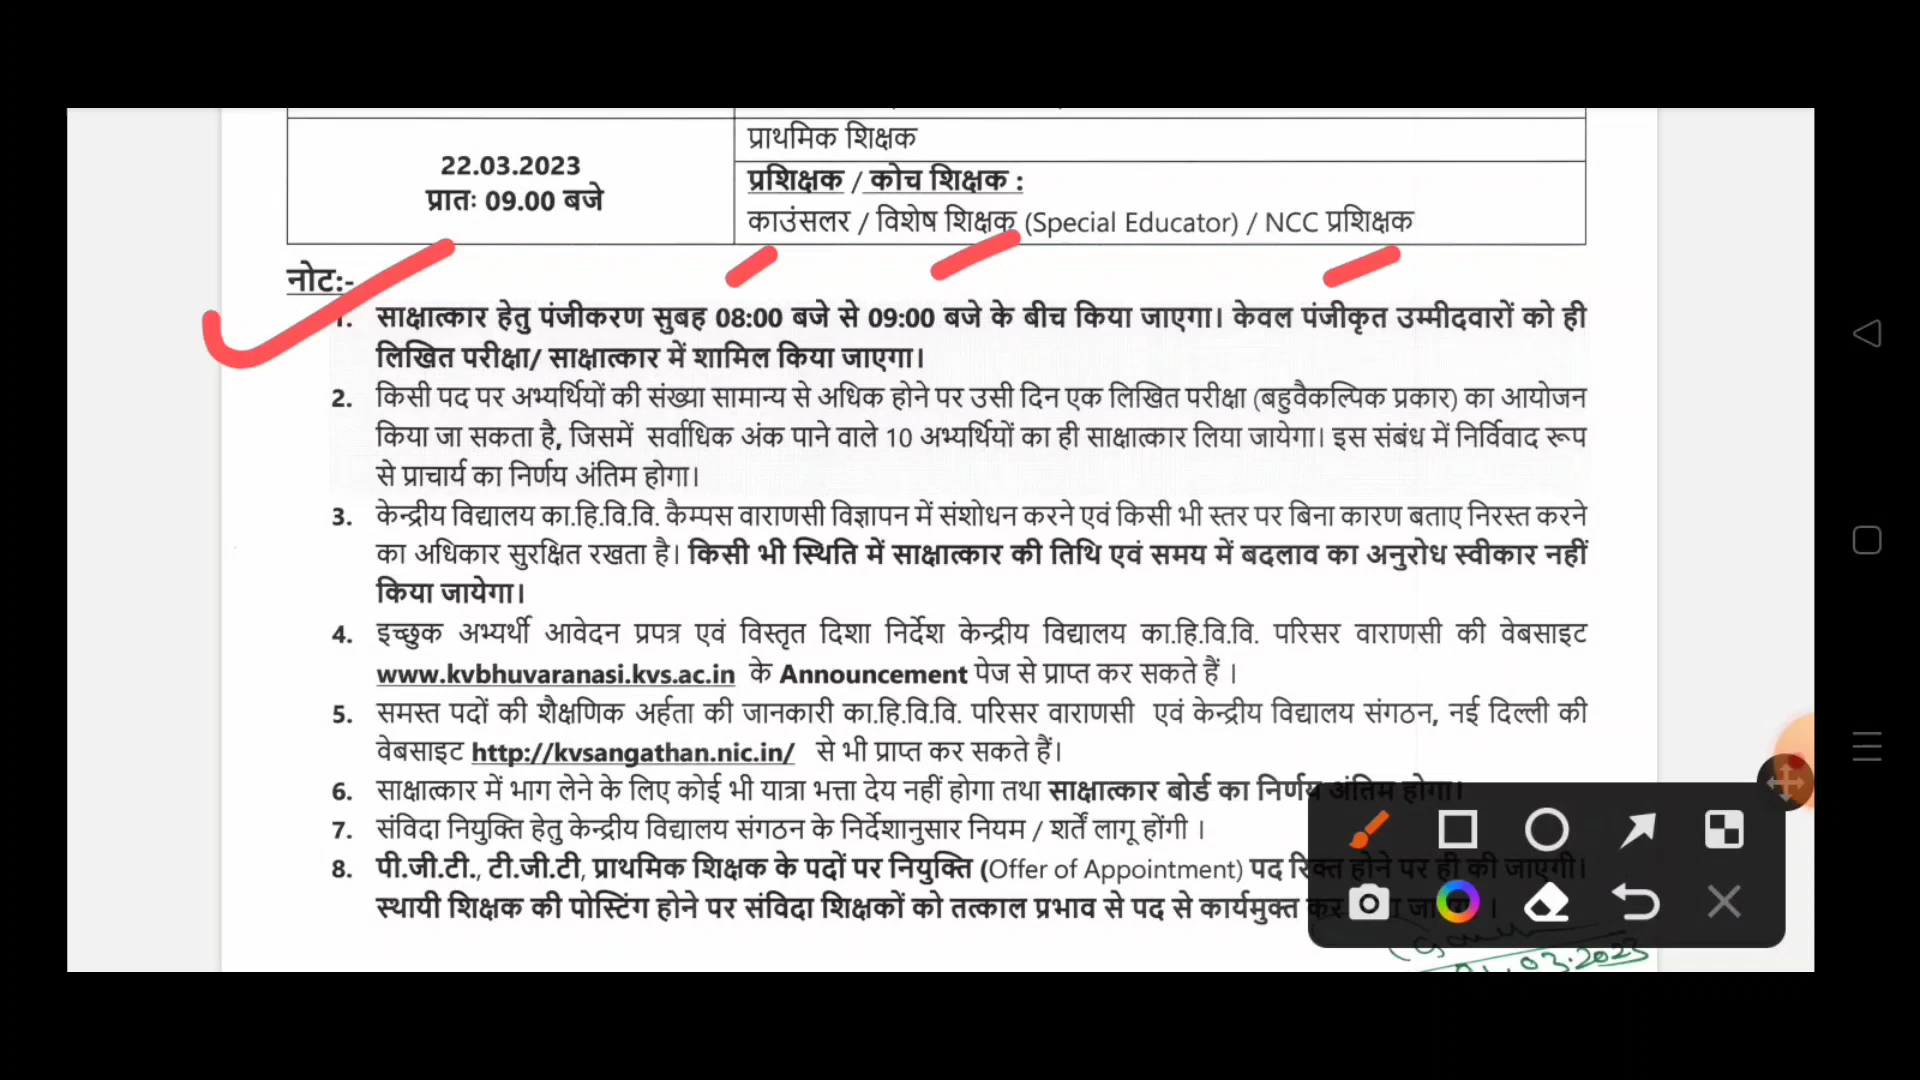 प्राथमिक शिक्षक
22.03.2023
प्रातः 09.00 बजे
प्रशिक्षक / कोच शिक्षक :
काउंसलर / विशेष शिक्षक (Special Educator) / NCC प्रशिक्षक
नोट:-
1. साक्षात्कार हेतु पंजीकरण सुबह 08:00 बजे से 09:00 बजे के बीच किया जाएगा। केवल पंजीकृत उम्मीदवारों को ही
लिखित परीक्षा/ साक्षात्कार में शामिल किया जाएगा।
2. किसी पद पर अभ्यर्थियों की संख्या सामान्य से अधिक होने पर उसी दिन एक लिखित परीक्षा (बहुवैकल्पिक प्रकार) का आयोजन
किया जा सकता है, जिसमें सर्वाधिक अंक पाने वाले 10 अभ्यर्थियों का ही साक्षात्कार लिया जायेगा। इस संबंध में निर्विवाद रूप
से प्राचार्य का निर्णय अंतिम होगा।
3. केन्द्रीय विद्यालय का.हि.वि.वि. कैम्पस वाराणसी विज्ञापन में संशोधन करने एवं किसी भी स्तर पर बिना कारण बताए निरस्त करने
का अधिकार सुरक्षित रखता है। किसी भी स्थिति में साक्षात्कार की तिथि एवं समय में बदलाव का अनुरोध स्वीकार नहीं
किया जायेगा।
4. इच्छुक अभ्यर्थी आवेदन प्रपत्र एवं विस्तृत दिशा निर्देश केन्द्रीय विद्यालय का.हि.वि.वि. परिसर वाराणसी की वेबसाइट
www.kvbhuvaranasi.kvs.ac.in के Announcement पेज से प्राप्त कर सकते हैं ।
5. समस्त पदों की शैक्षणिक अर्हता की जानकारी का.हि.वि.वि. परिसर वाराणसी एवं केन्द्रीय विद्यालय संगठन, नई दिल्ली की
वेबसाइट http://kvsangathan.nic.in/ से भी प्राप्त कर सकते हैं।
6. साक्षात्कार में भाग लेने के लिए कोई भी यात्रा भत्ता देय नहीं होगा तथा साक्षात्कार बोर्ड का निर्णय अंतिम होगा।
7. संविदा नियुक्ति हेतु केन्द्रीय विद्यालय संगठन के निर्देशानुसार नियम / शर्तें लागू होंगी ।
8. पी.जी.टी., टी.जी.टी, प्राथमिक शिक्षक के पदों पर नियुक्ति (Offer of Appointment) पद रिक्त होने पर ही की जाएगी।
स्थायी शिक्षक की पोस्टिंग होने पर संविदा शिक्षकों को तत्काल प्रभाव से पद से कार्यमुक्त कर
.03.2023